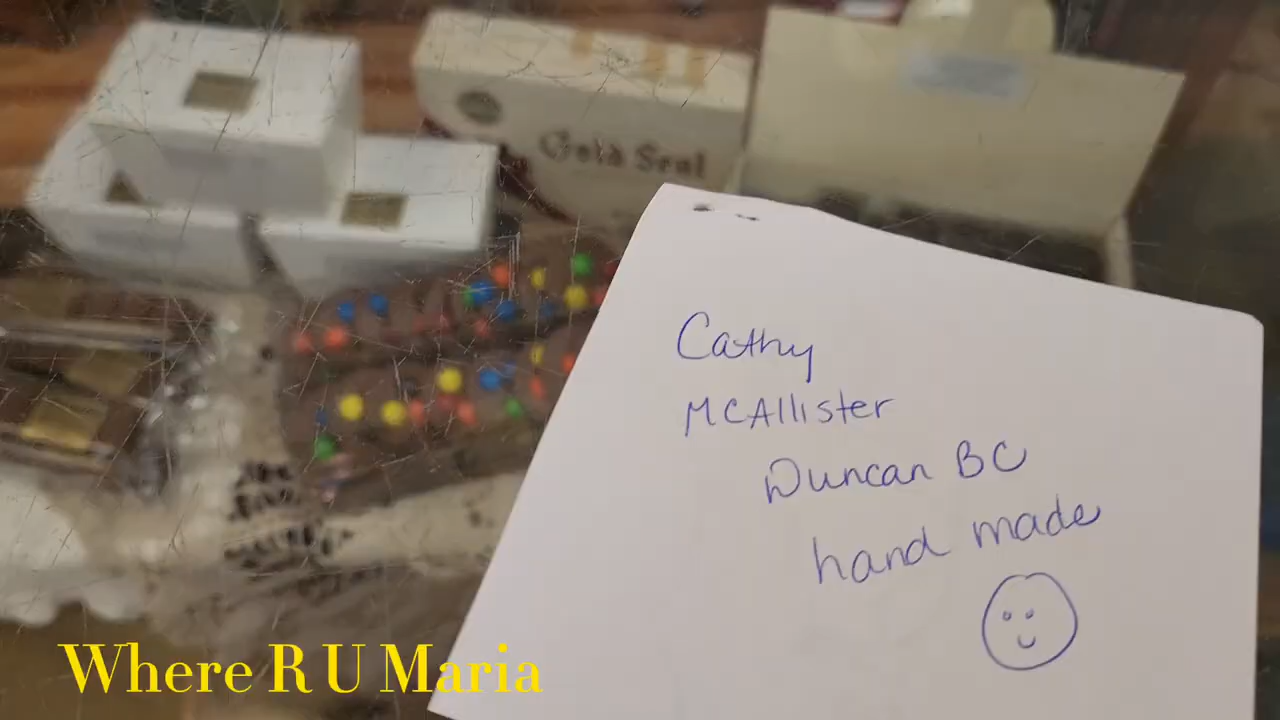 Gold Seal
Cathy
McAllister
Duncan BC
hand made
Where R U Maria